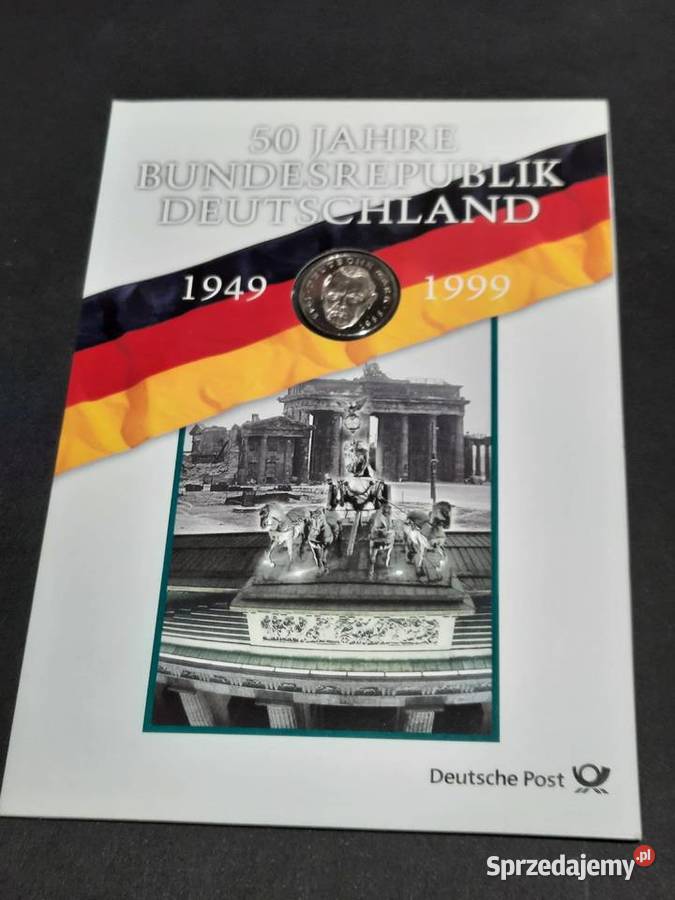 50 JAHRE
BUNDESREPUBLIK
DEUTSCHLAND
1949 1999
Deutsche Post
Sprzedajemy.pl